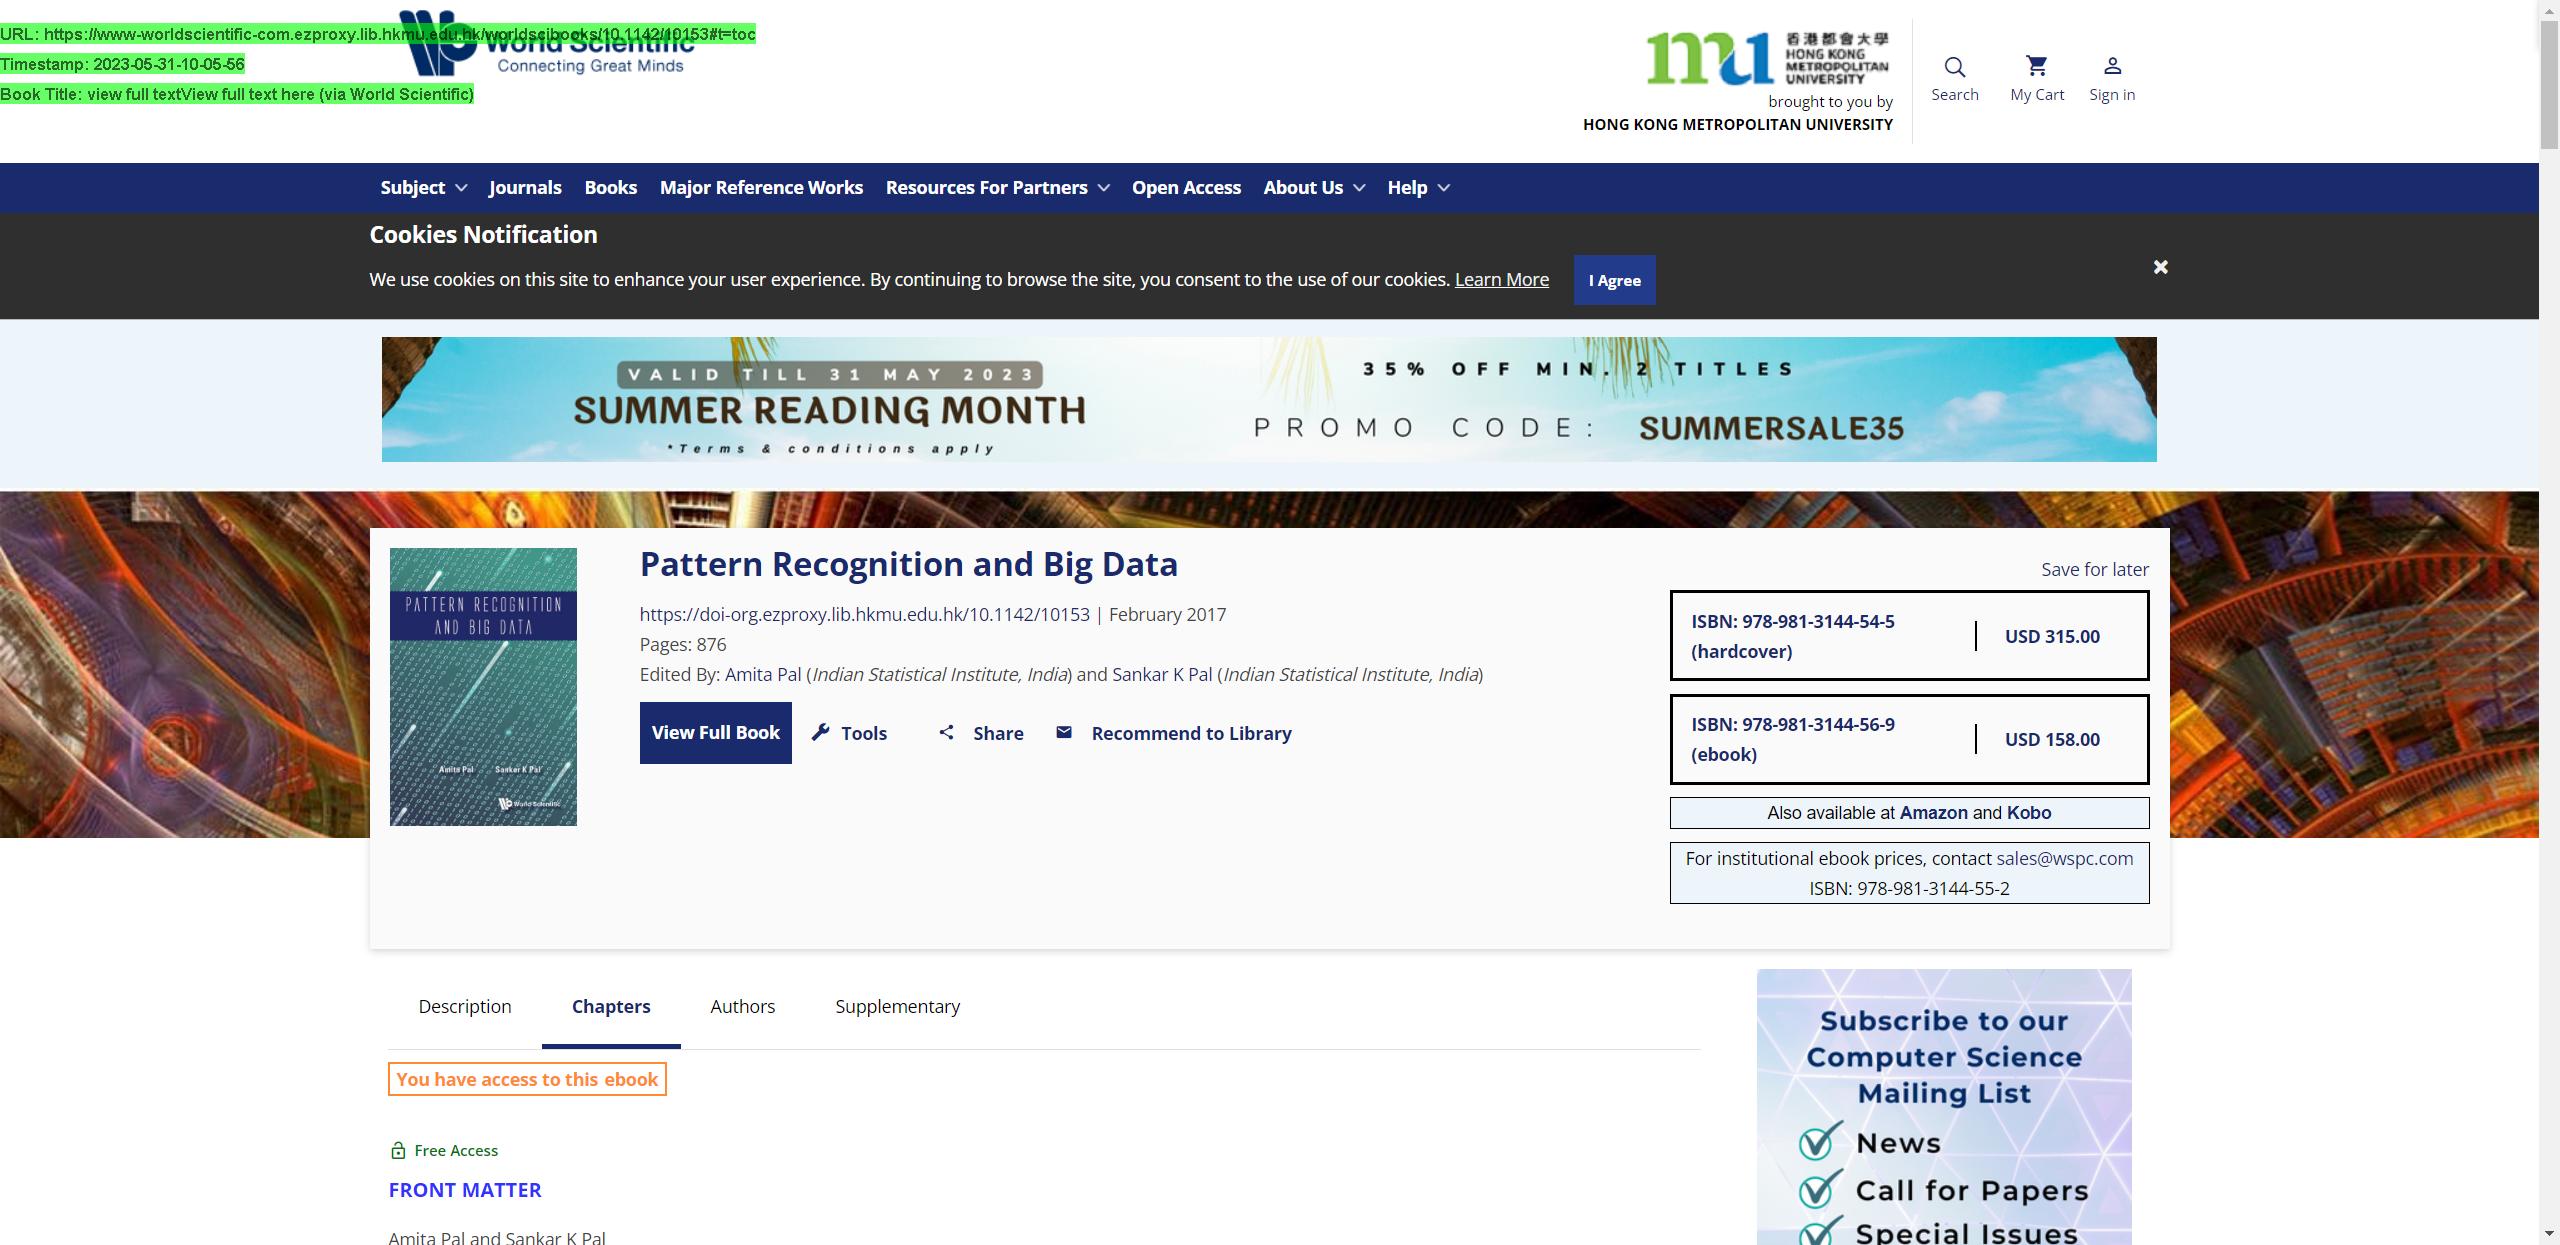 URL: https://www-worldscientific-com.ezproxy.lib.hkmu.edu.hk/worldscibooks/10.1142/10153#t=toc
Timestamp: 2023-05-31-10-05-56
Book Title: view full textView full text here (via World Scientific)
World Scientific
Connecting Great Minds
香港都會大學
HONG KONG
METROPOLITAN
UNIVERSITY
brought to you by
HONG KONG METROPOLITAN UNIVERSITY
Search
My Cart
Sign in
Subject Journals Books Major Reference Works Resources For Partners Open Access About Us Help
Cookies Notification
We use cookies on this site to enhance your user experience. By continuing to browse the site, you consent to the use of our cookies. Learn More
I Agree
VALID TILL 31 MAY 2023
SUMMER READING MONTH
*Terms & conditions apply
35% OFF MIN. 2 TITLES
PROMO CODE: SUMMERSALE35
PATTERN RECOGNITION
AND BIG DATA
Amita Pal Sankar K Pal
World Scientific
Pattern Recognition and Big Data
https://doi-org.ezproxy.lib.hkmu.edu.hk/10.1142/10153 | February 2017
Pages: 876
Edited By: Amita Pal (Indian Statistical Institute, India) and Sankar K Pal (Indian Statistical Institute, India)
View Full Book
Tools
Share
Recommend to Library
Save for later
ISBN: 978-981-3144-54-5
(hardcover)
USD 315.00
ISBN: 978-981-3144-56-9
(ebook)
USD 158.00
Also available at Amazon and Kobo
For institutional ebook prices, contact sales@wspc.com
ISBN: 978-981-3144-55-2
Description Chapters Authors Supplementary
You have access to this ebook
Free Access
FRONT MATTER
Amita Pal and Sankar K Pal
Subscribe to our
Computer Science
Mailing List
News
Call for Papers
Special Issues